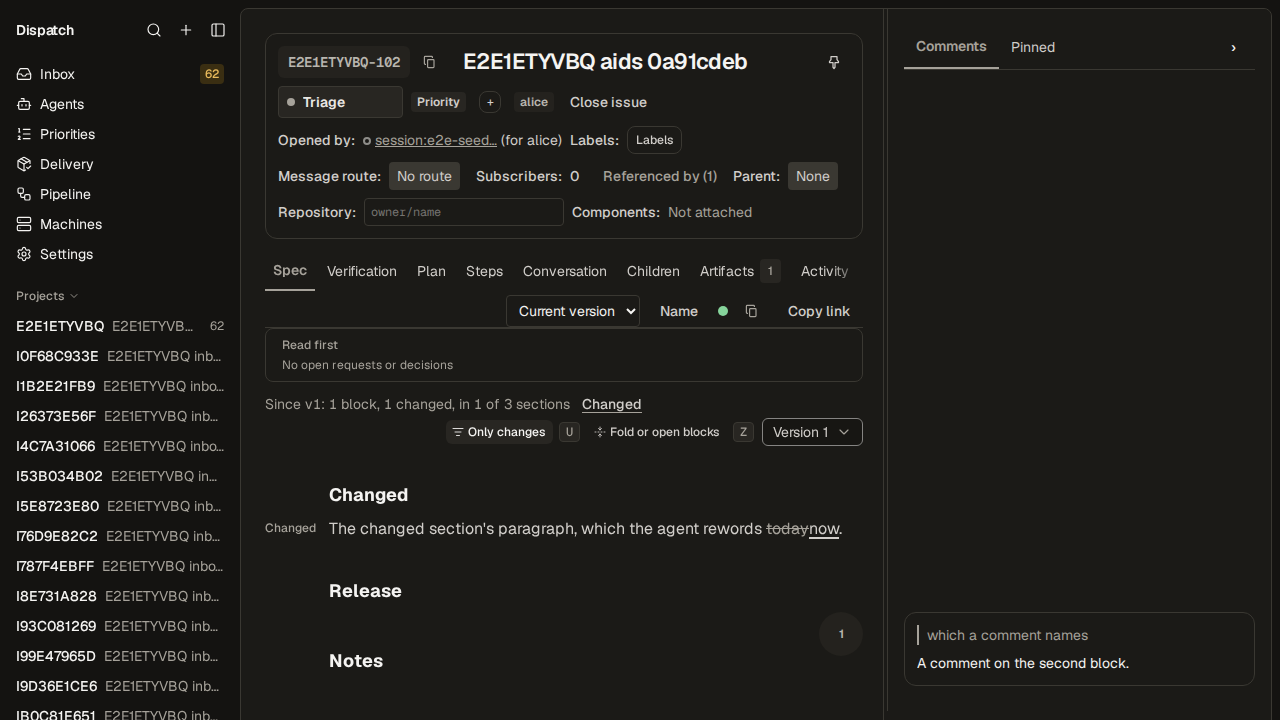 Dispatch
Inbox 62
Agents
Priorities
Delivery
Pipeline
Machines
Settings
Projects
E2E1ETYVBQ E2E1ETYVB... 62
I0F68C933E E2E1ETYVBQ inb...
I1B2E21FB9 E2E1ETYVBQ inbo...
I26373E56F E2E1ETYVBQ inb...
I4C7A31066 E2E1ETYVBQ inbo...
I53B034B02 E2E1ETYVBQ in...
I5E8723E80 E2E1ETYVBQ inb...
I76D9E82C2 E2E1ETYVBQ inb...
I787F4EBFF E2E1ETYVBQ inbo...
I8E731A828 E2E1ETYVBQ inb...
I93C081269 E2E1ETYVBQ inb...
I99E47965D E2E1ETYVBQ inb...
I9D36E1CE6 E2E1ETYVBQ inb...
IB0C81E651 E2E1ETYVBQ inb...
E2E1ETYVBQ-102 E2E1ETYVBQ aids 0a91cdeb
Triage Priority + alice Close issue
Opened by: session:e2e-seed... (for alice) Labels: Labels
Message route: No route Subscribers: 0 Referenced by (1) Parent: None
Repository: owner/name Components: Not attached
Spec Verification Plan Steps Conversation Children Artifacts 1 Activity
Current version Name Copy link
Read first
No open requests or decisions
Since v1: 1 block, 1 changed, in 1 of 3 sections Changed
Only changes U Fold or open blocks Z Version 1
Changed
Changed The changed section's paragraph, which the agent rewords todaynow.
Release
1
Notes
Comments Pinned ›
which a comment names
A comment on the second block.